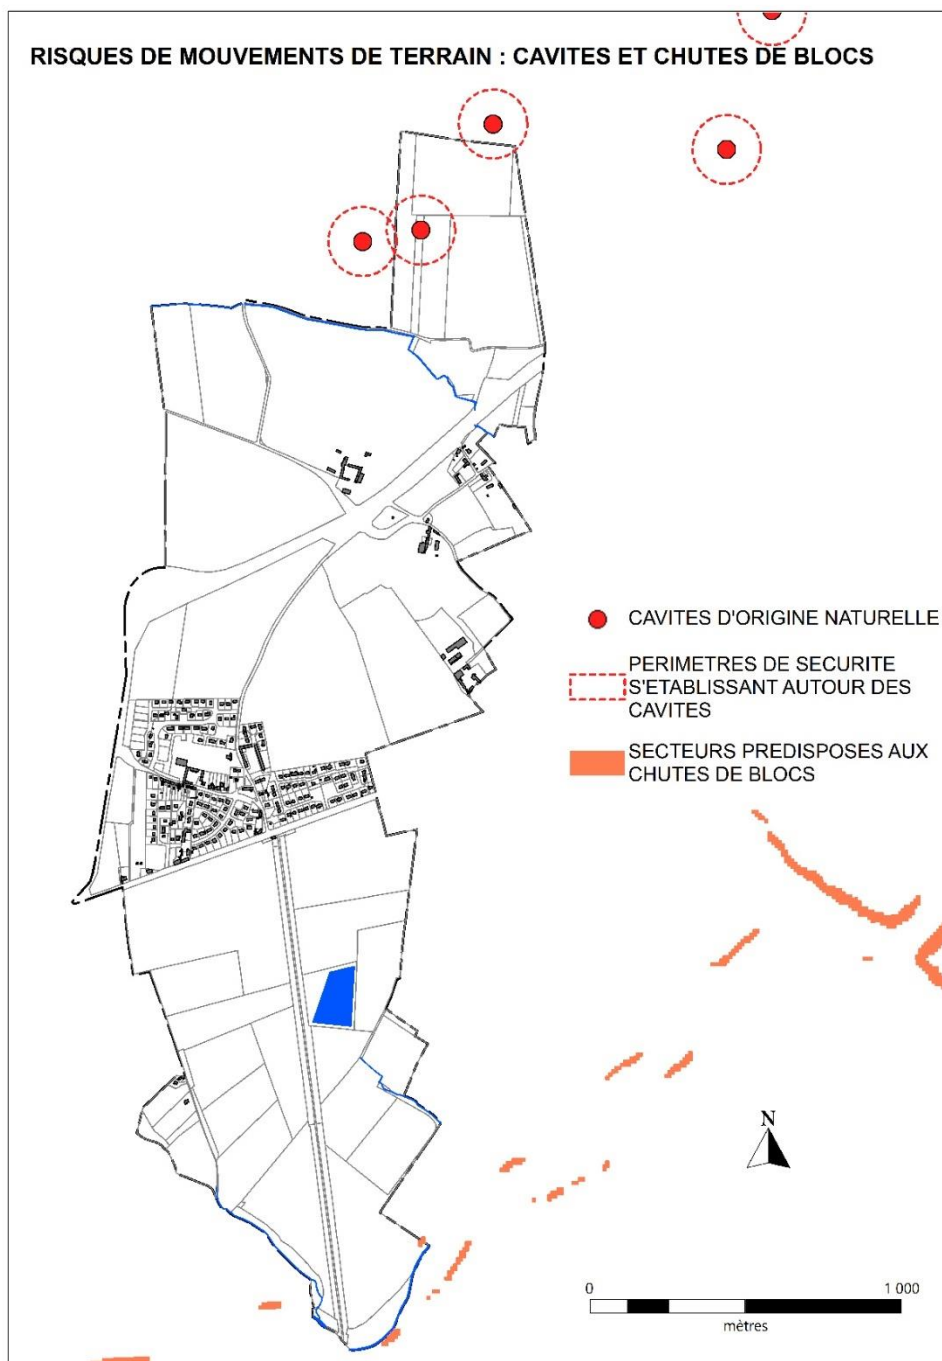 RISQUES DE MOUVEMENTS DE TERRAIN : CAVITES ET CHUTES DE BLOCS
CAVITES D'ORIGINE NATURELLE
PERIMETRES DE SECURITE
S'ETABLISSANT AUTOUR DES
CAVITES
SECTEURS PREDISPOSES AUX
CHUTES DE BLOCS
N
0 1 000
mètres